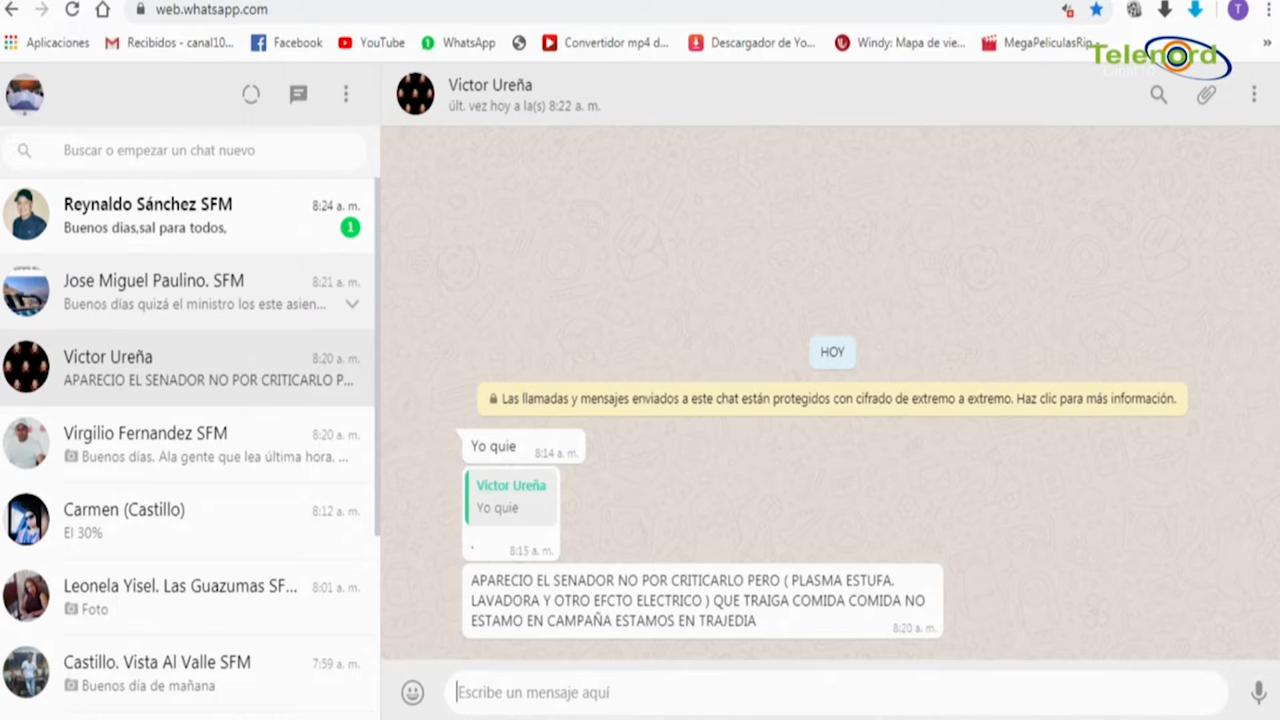 web.whatsapp.com
Aplicaciones
Recibidos - canal10...
Facebook
YouTube
WhatsApp
Convertidor mp4 d...
Descargador de Yo...
Windy: Mapa de vie...
MegaPeliculasRip
»
T
Telenord
Victor Ureña
últ. vez hoy a la(s) 8:22 a. m.
Buscar o empezar un chat nuevo
Reynaldo Sánchez SFM
8:24 a. m.
Buenos dias,sal para todos,
1
Jose Miguel Paulino. SFM
8:21 a. m.
Buenos días quizá el ministro los este asien...
Victor Ureña
8:20 a. m.
APARECIO EL SENADOR NO POR CRITICARLO P...
Virgilio Fernandez SFM
8:20 a. m.
Buenos días. Ala gente que lea última hora. ...
Carmen (Castillo)
8:12 a. m.
El 30%
Leonela Yisel. Las Guazumas SF...
8:01 a. m.
Foto
Castillo. Vista Al Valle SFM
7:59 a. m.
Buenos día de mañana
HOY
Las llamadas y mensajes enviados a este chat están protegidos con cifrado de extremo a extremo. Haz clic para más información.
Yo quie
8:14 a. m.
Victor Ureña
Yo quie
.
8:15 a. m.
APARECIO EL SENADOR NO POR CRITICARLO PERO ( PLASMA ESTUFA.
LAVADORA Y OTRO EFCTO ELECTRICO ) QUE TRAIGA COMIDA COMIDA NO
ESTAMO EN CAMPAÑA ESTAMOS EN TRAJEDIA
8:20 a. m.
Escribe un mensaje aquí